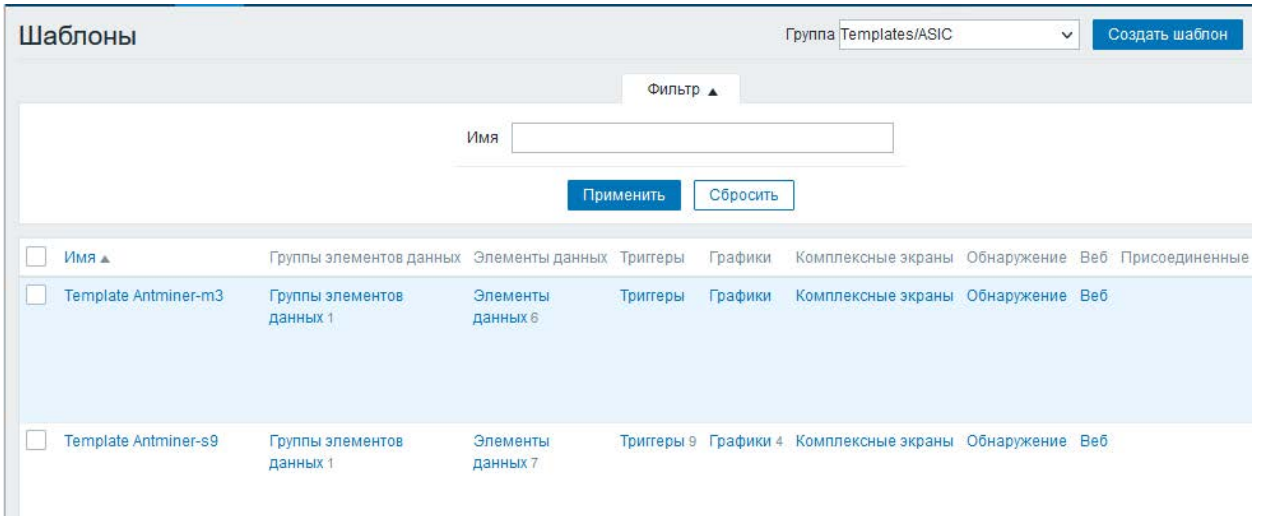 Шаблоны
Группа Templates/ASIC Создать шаблон
Фильтр ▲
Имя
Применить Сбросить
Имя ▲ Группы элементов данных Элементы данных Триггеры Графики Комплексные экраны Обнаружение Веб Присоединенные
Template Antminer-m3 Группы элементов Элементы Триггеры Графики Комплексные экраны Обнаружение Веб
данных 1 данных 6
Template Antminer-s9 Группы элементов Элементы Триггеры 9 Графики 4 Комплексные экраны Обнаружение Веб
данных 1 данных 7